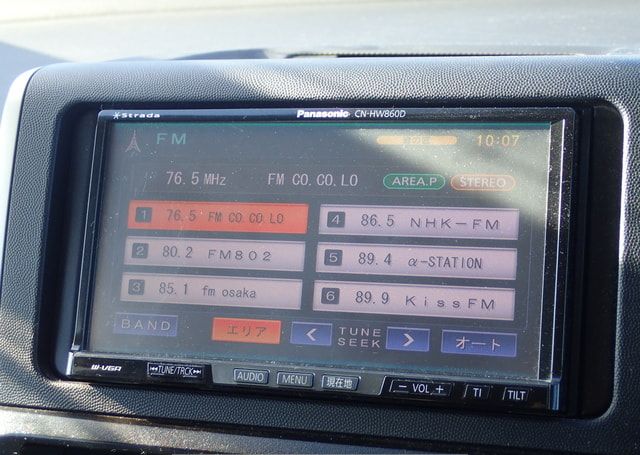 Strada Panasonic CN-HW860D
FM 10:07
76.5 MHz FM CO.CO.LO AREA.P STEREO
1 76.5 FM CO.CO.LO 4 86.5 NHK-FM
2 80.2 FM802 5 89.4 α-STATION
3 85.1 fm osaka 6 89.9 KissFM
BAND エリア < TUNE SEEK > オート
W-VGA TUNE/TRCK AUDIO MENU 現在地 − VOL + TI TILT